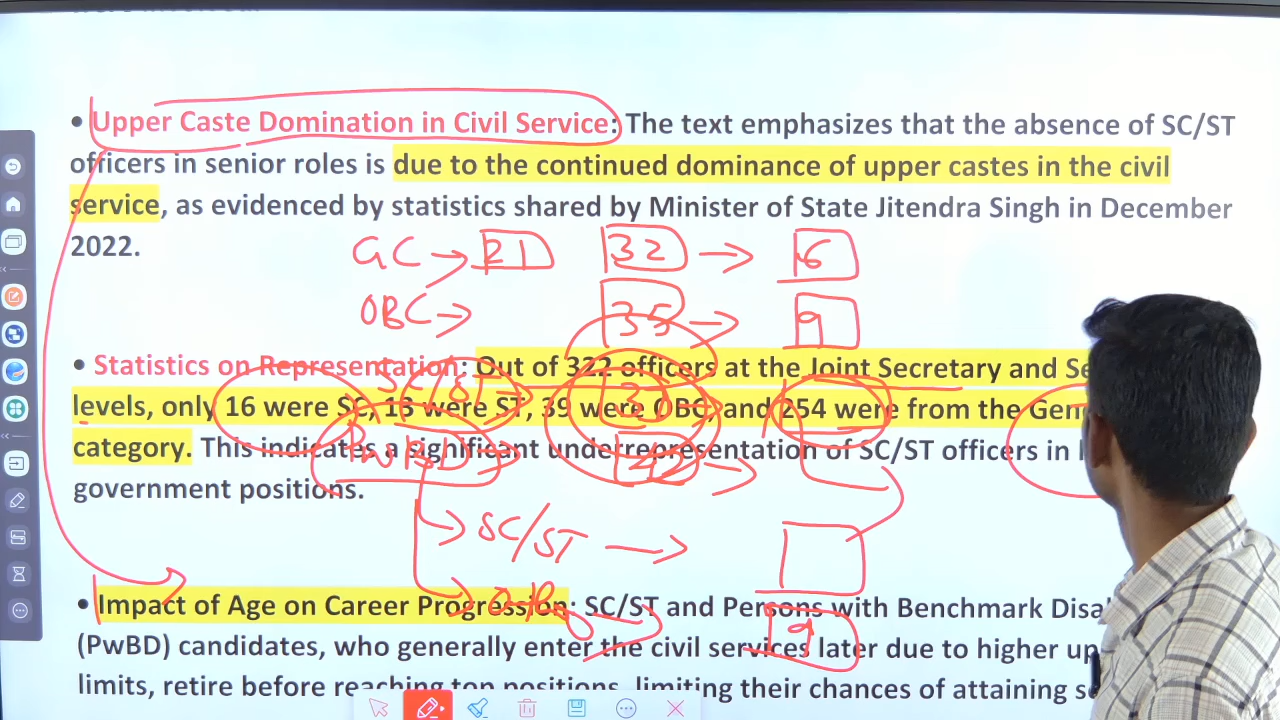 • Upper Caste Domination in Civil Service: The text emphasizes that the absence of SC/ST
officers in senior roles is due to the continued dominance of upper castes in the civil
service, as evidenced by statistics shared by Minister of State Jitendra Singh in December
2022.
GC → 21 32 → 6
OBC → 35 → 9
• Statistics on Representation: Out of 322 officers at the Joint Secretary and
SC/ST →
levels, only 16 were SC, 13 were ST, 39 were OBC, and 254 were from the
PwBD → 42 →
category. This indicates a significant underrepresentation of SC/ST officers in
government positions.
SC/ST →
• Impact of Age on Career Progression: SC/ST and Persons with Benchmark
9
(PwBD) candidates, who generally enter the civil services later due to higher
limits, retire before reaching top positions, limiting their chances of attaining